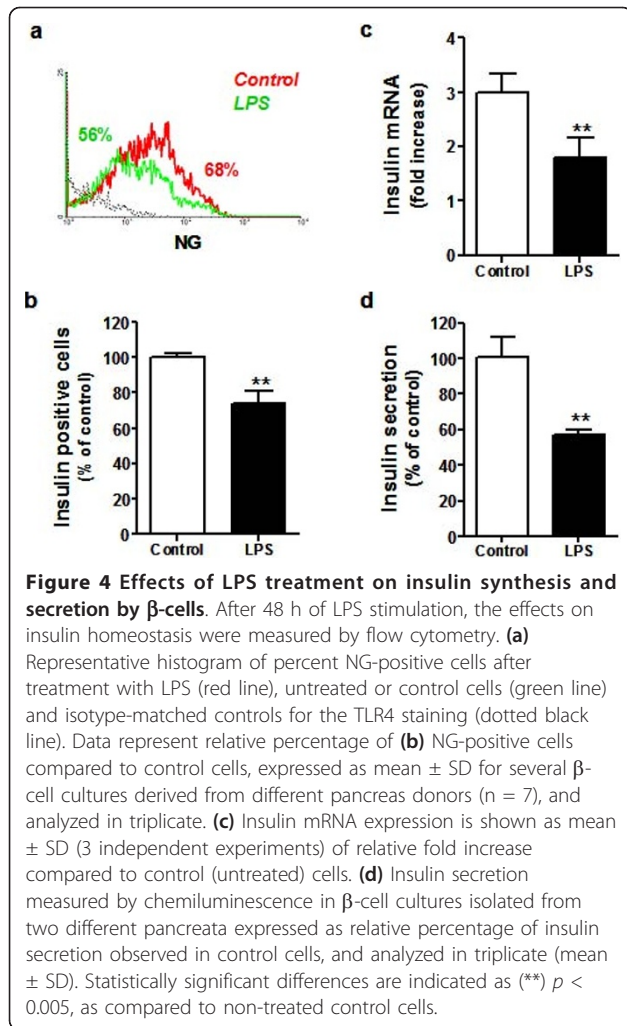 a
Control
LPS
56%
68%
NG
c
Insulin mRNA
(fold increase)
4
3
2
1
0
**
Control
LPS
b
Insulin positive cells
(% of control)
120
100
80
60
40
20
0
**
Control
LPS
d
Insulin secretion
(% of control)
120
100
80
60
40
20
0
**
Control
LPS
Figure 4 Effects of LPS treatment on insulin synthesis and
secretion by β-cells. After 48 h of LPS stimulation, the effects on
insulin homeostasis were measured by flow cytometry. (a)
Representative histogram of percent NG-positive cells after
treatment with LPS (red line), untreated or control cells (green line)
and isotype-matched controls for the TLR4 staining (dotted black
line). Data represent relative percentage of (b) NG-positive cells
compared to control cells, expressed as mean ± SD for several β-
cell cultures derived from different pancreas donors (n = 7), and
analyzed in triplicate. (c) Insulin mRNA expression is shown as mean
± SD (3 independent experiments) of relative fold increase
compared to control (untreated) cells. (d) Insulin secretion
measured by chemiluminescence in β-cell cultures isolated from
two different pancreata expressed as relative percentage of insulin
secretion observed in control cells, and analyzed in triplicate (mean
± SD). Statistically significant differences are indicated as (**) p <
0.005, as compared to non-treated control cells.